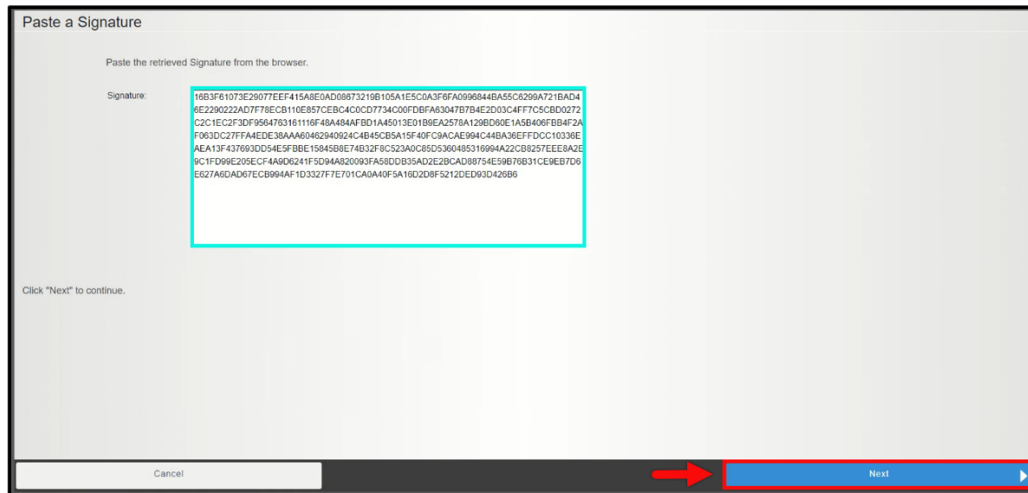 Paste a Signature
Paste the retrieved Signature from the browser.
Signature:
16B3F61073E29077EEF415A8E0AD08673219B105A1E5C0A3F6FA0996844BA55C6299A721BAD4
6E2290222AD7F78ECB110E857CEBC4C0CD7734C00FDBFA63047B7B4E2D03C4FF7C5CBD0272
C2C1EC2F3DF9564763161116F48A484AFBD1A45013E01B9EA2578A129BD60E1A5B406FBB4F2A
F063DC27FFA4EDE38AAA60462940924C4B45CB5A15F40FC9ACAE994C44BA36EFFDCC10336E
AEA13F437693DD54E5FBBE15845B8E74B32F8C523A0C85D5360485316994A22CB8257EEE8A2E
9C1FD99E205ECF4A9D6241F5D94A820093FA58DDB35AD2E2BCAD88754E59B76B31CE9EB7D6
E627A6DAD67ECB994AF1D3327F7E701CA0A40F5A16D2D8F5212DED93D426B6
Click "Next" to continue.
Cancel
Next